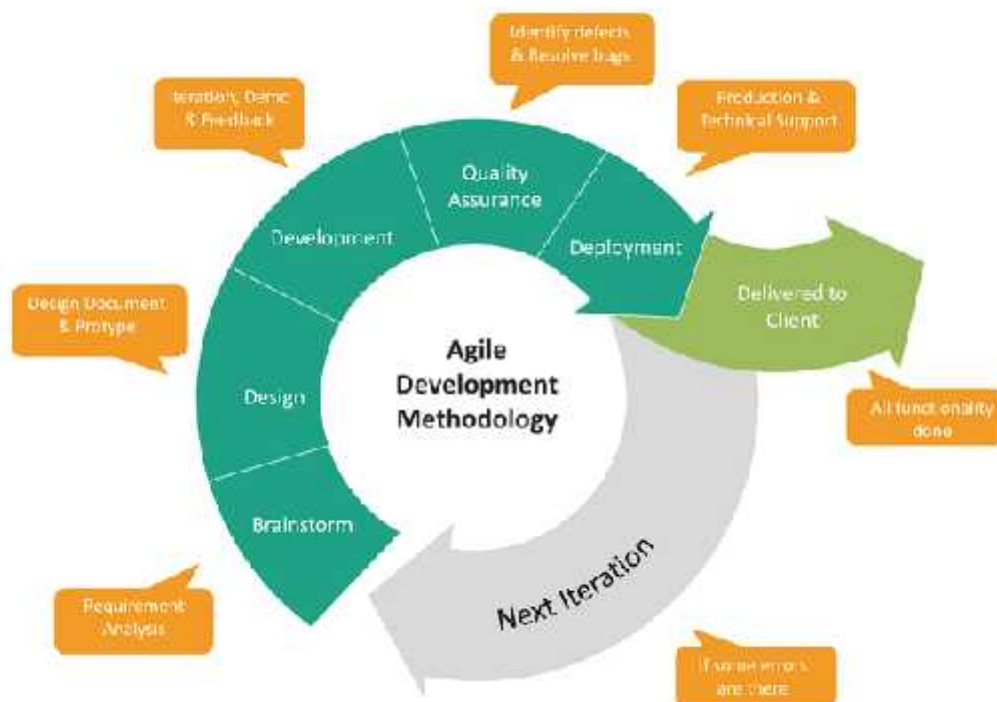 Identify defects
& Resolve bugs
Iteration, Demo
& Feedback
Production &
Technical Support
Quality
Assurance
Development
Deployment
Delivered to
Client
Design Document
& Protype
Agile
Development
Methodology
Design
All functionality
done
Brainstorm
Next Iteration
Requirement
Analysis
If some errors
are there